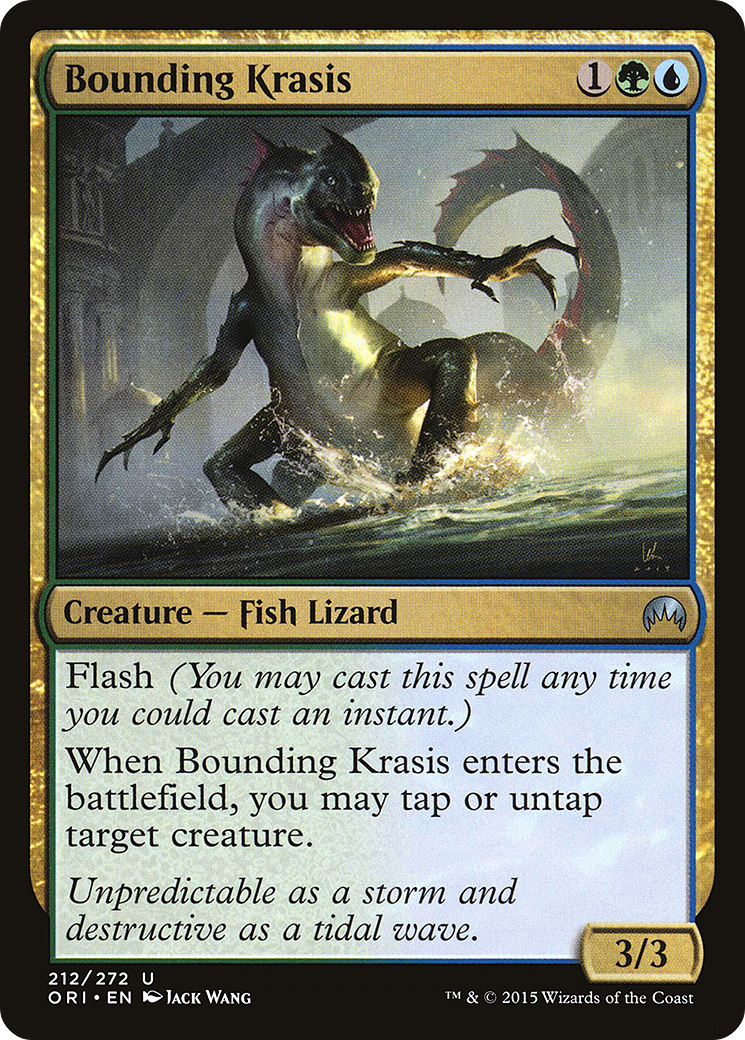 Bounding Krasis 1
Creature — Fish Lizard
Flash (You may cast this spell any time
you could cast an instant.)
When Bounding Krasis enters the
battlefield, you may tap or untap
target creature.
Unpredictable as a storm and
destructive as a tidal wave.
3/3
212/272 U
ORI • EN Jack Wang
™ & © 2015 Wizards of the Coast